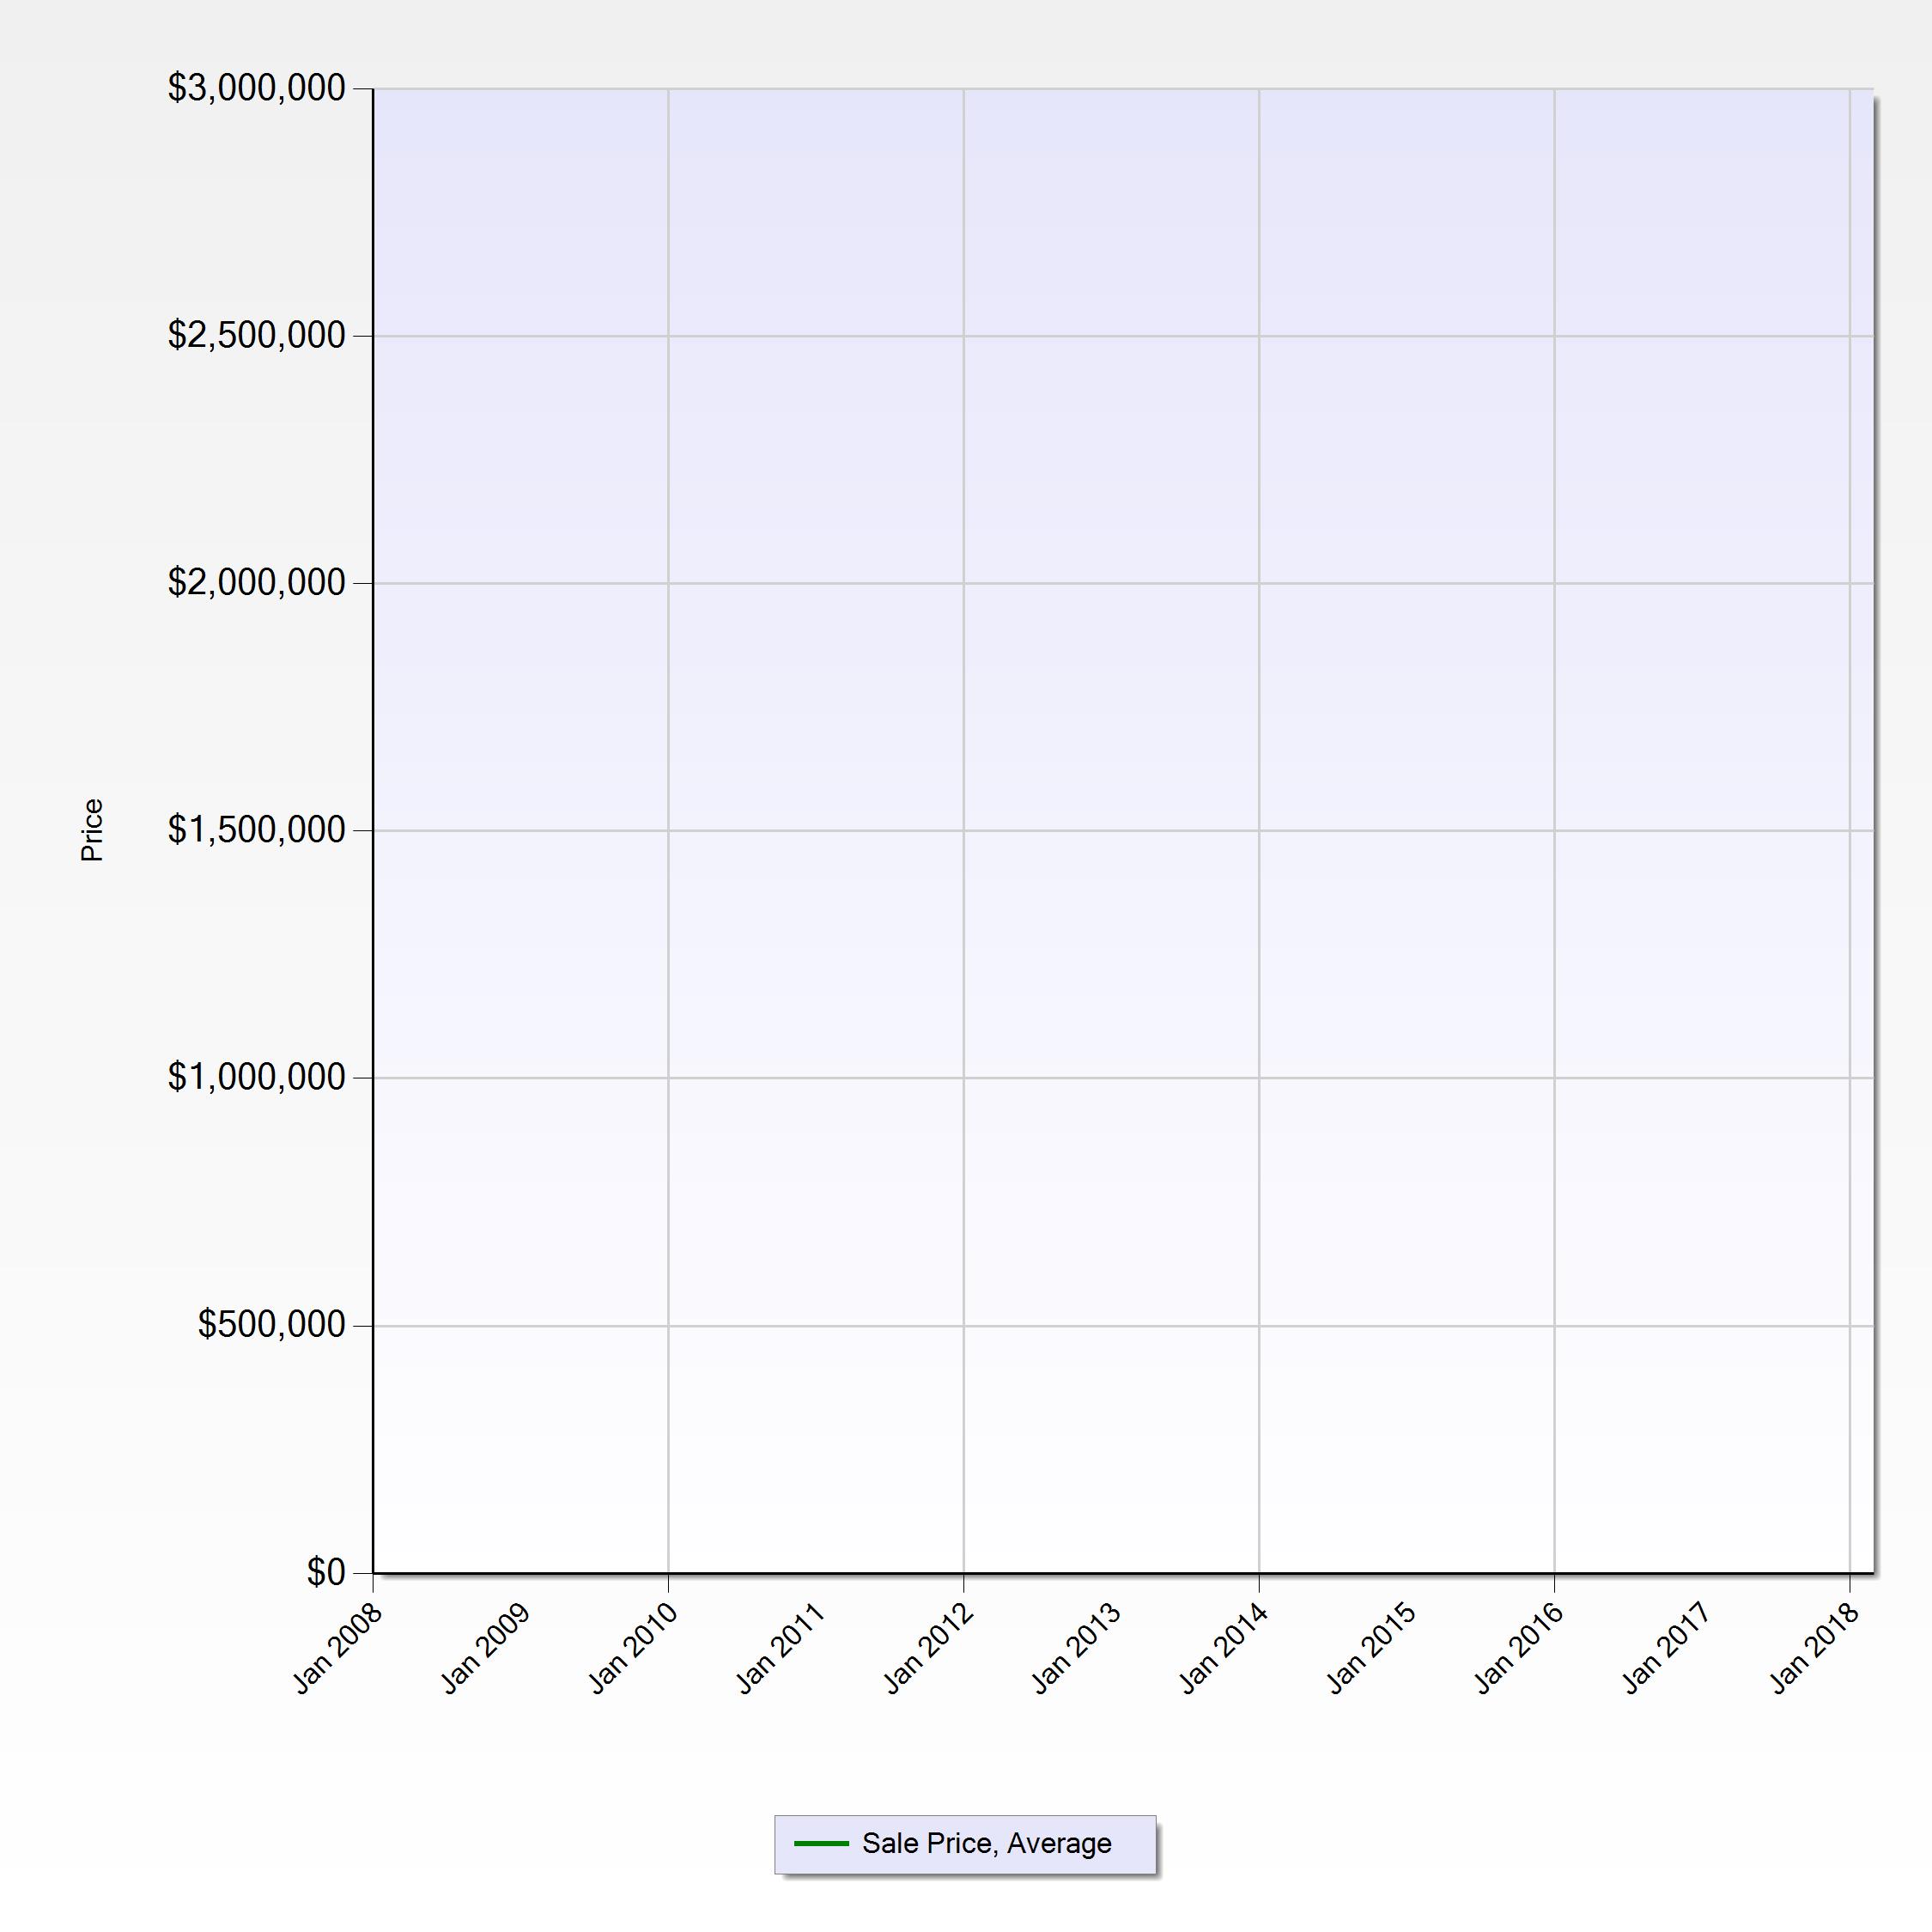 $3,000,000
$2,500,000
$2,000,000
$1,500,000
$1,000,000
$500,000
$0
Price
Jan 2008
Jan 2009
Jan 2010
Jan 2011
Jan 2012
Jan 2013
Jan 2014
Jan 2015
Jan 2016
Jan 2017
Jan 2018
Sale Price, Average